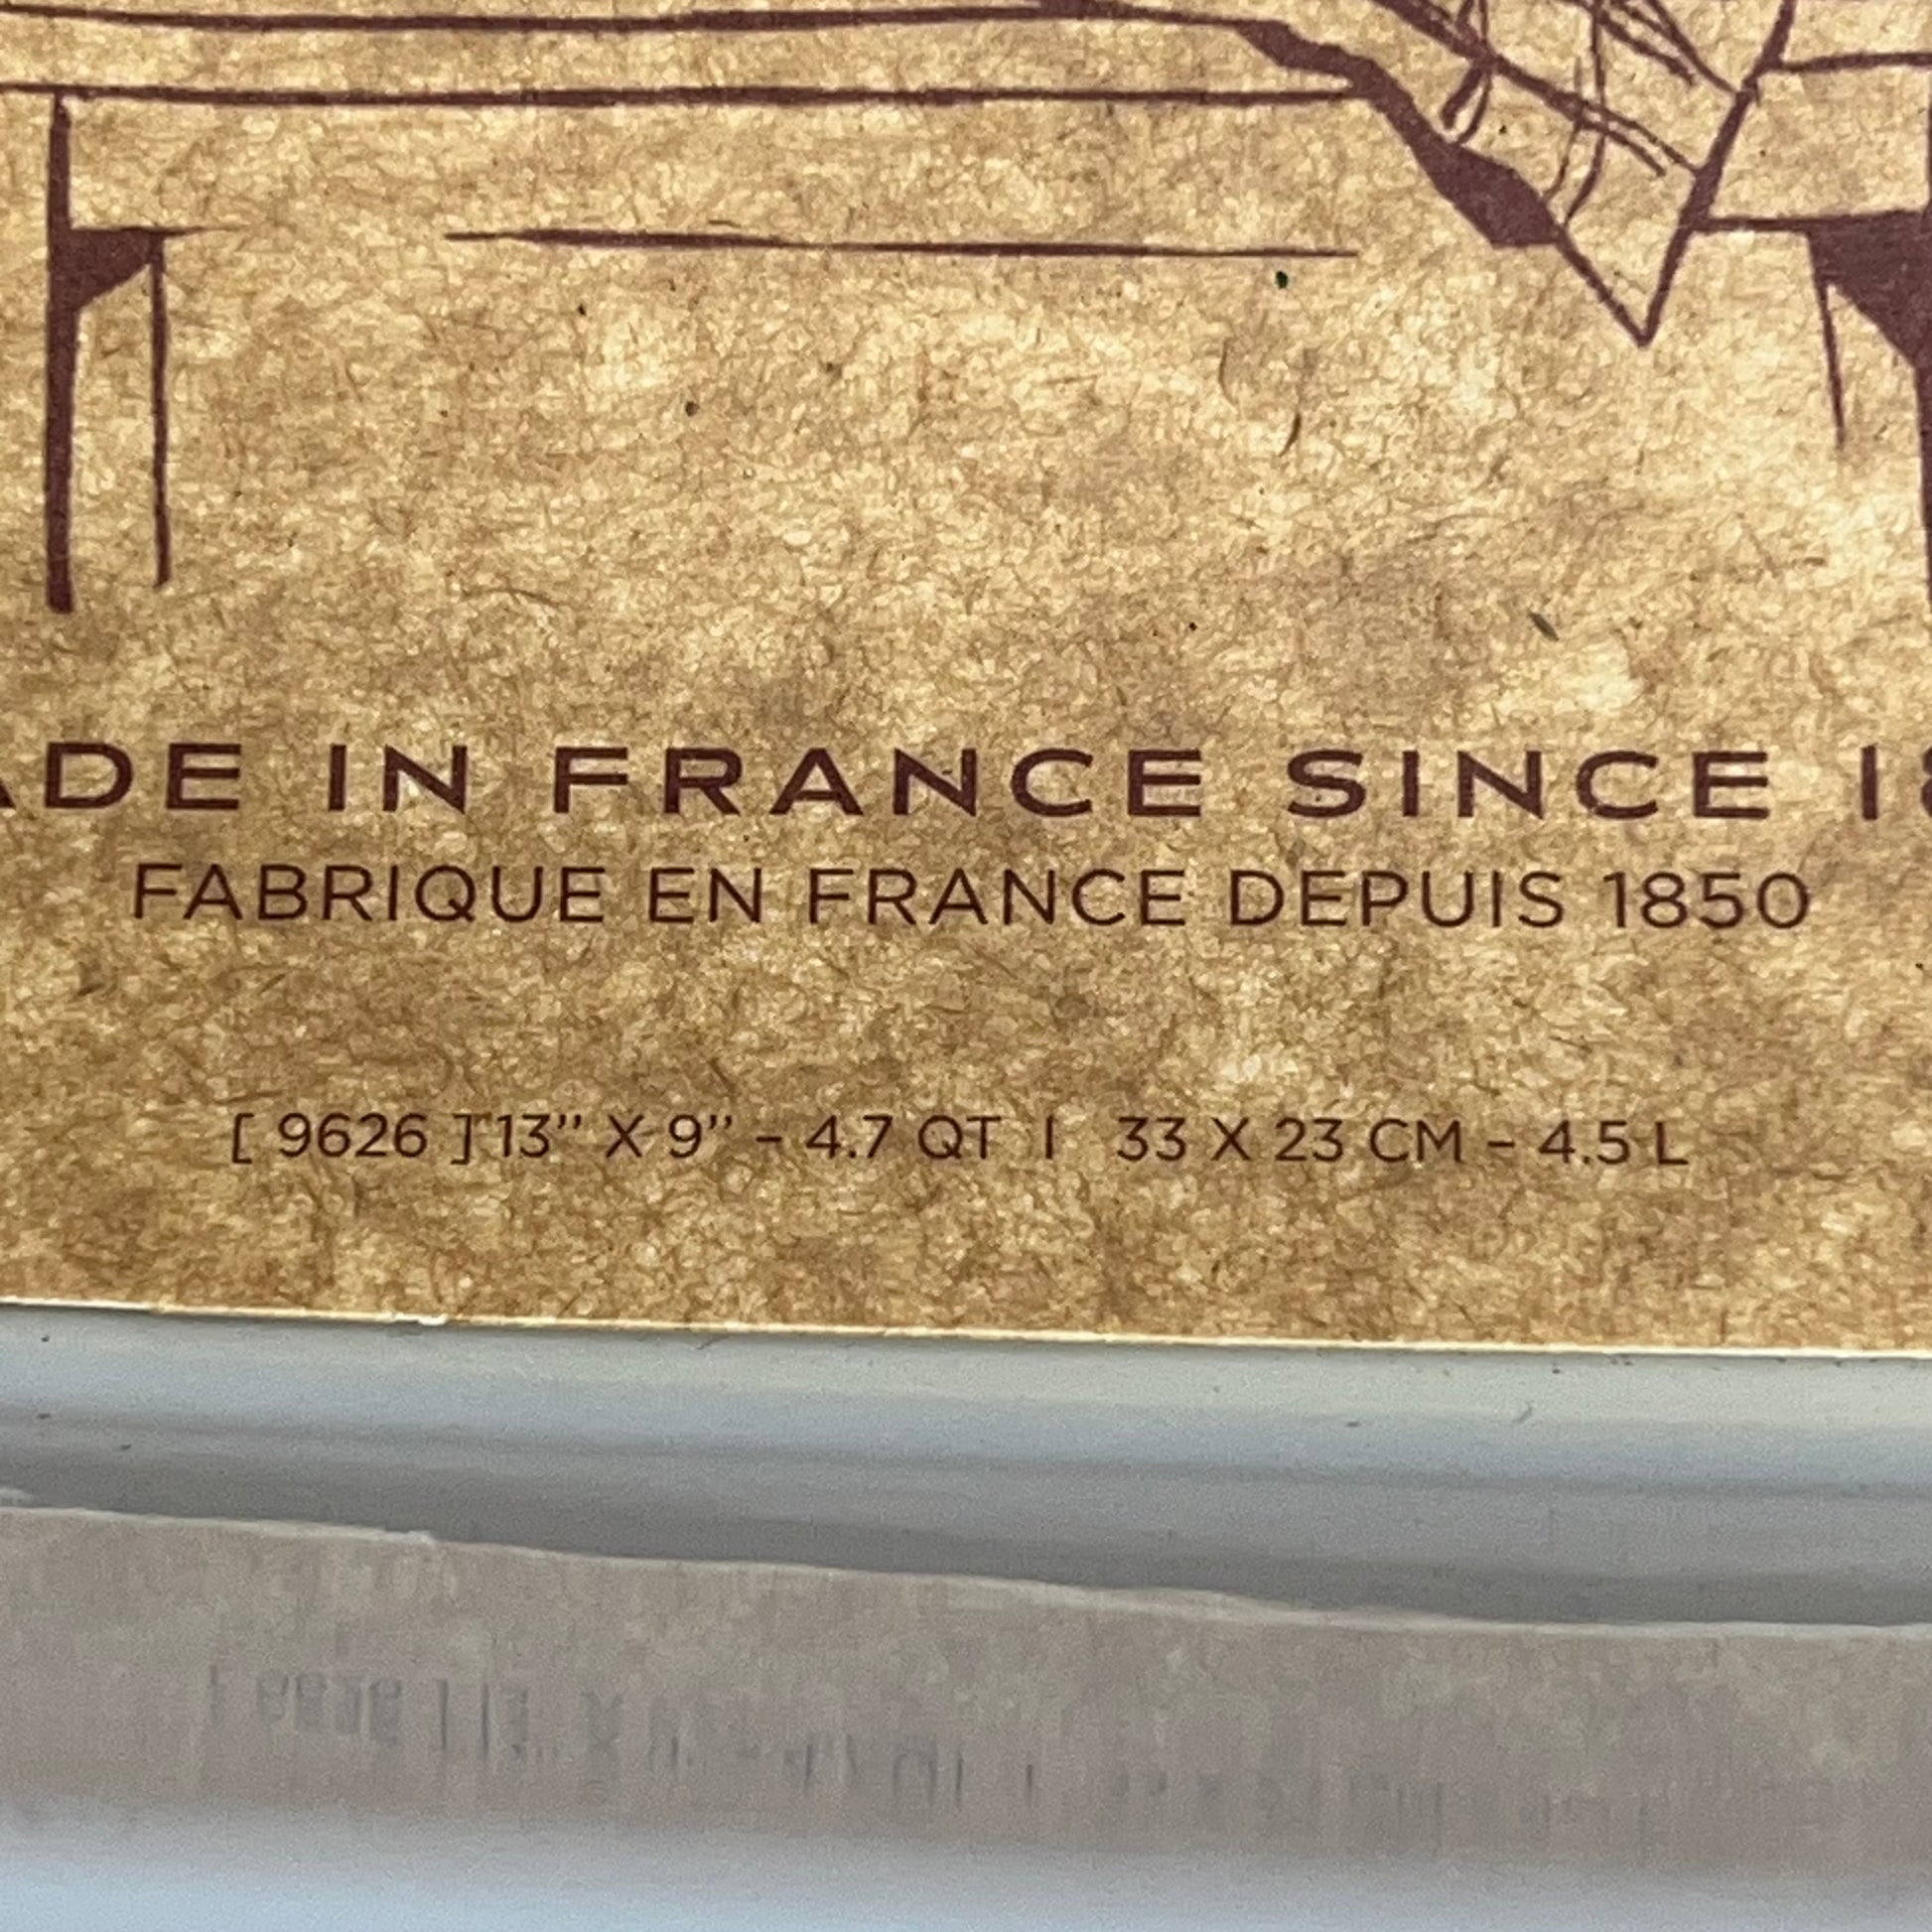 ADE IN FRANCE SINCE 18
FABRIQUE EN FRANCE DEPUIS 1850
[ 9626 ] 13’’ X 9’’ – 4.7 QT I 33 X 23 CM – 4.5 L